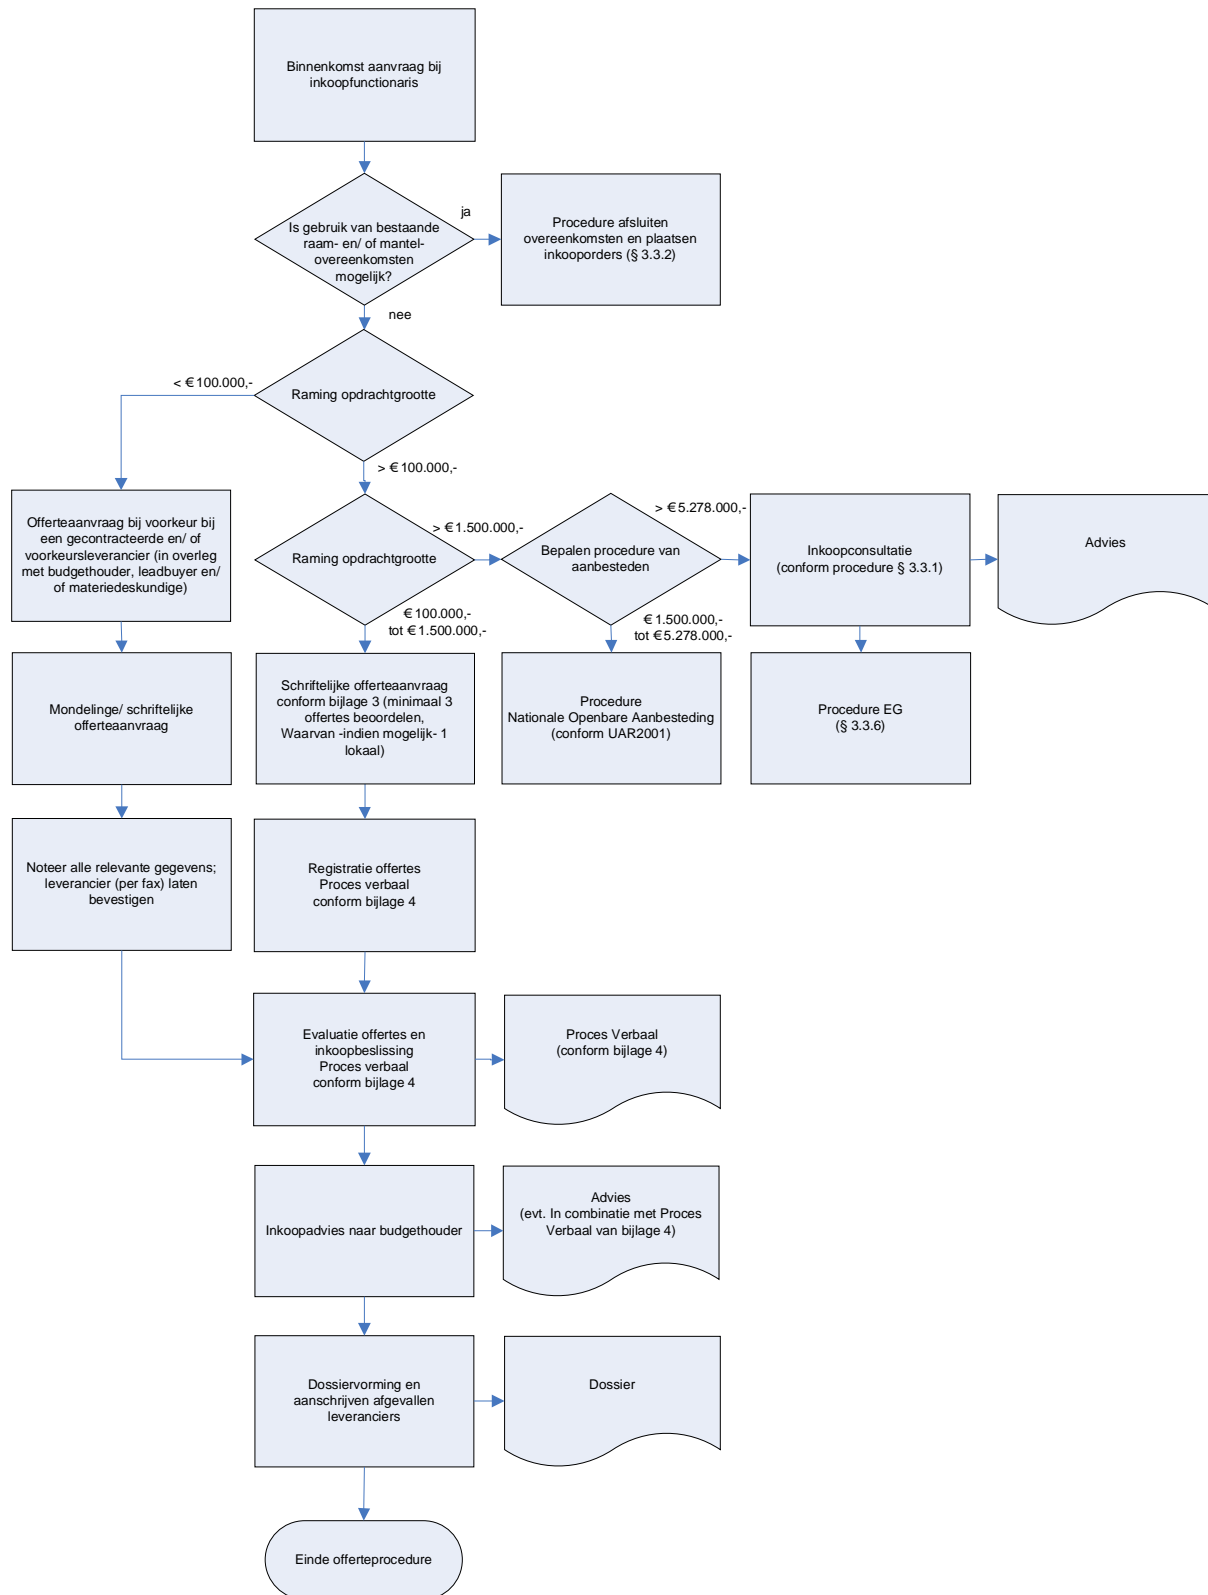 Binnenkomst aanvraag bij
inkoopfunctionaris
Is gebruik van bestaande
raam- en/ of mantel-
overeenkomsten
mogelijk?
ja
Procedure afsluiten
overeenkomsten en plaatsen
inkooporders (§ 3.3.2)
nee
Raming opdrachtgrootte
< € 100.000,-
> € 100.000,-
Offerteaanvraag bij voorkeur bij
een gecontracteerde en/ of
voorkeursleverancier (in overleg
met budgethouder, leadbuyer en/
of materiedeskundige)
Raming opdrachtgrootte
> € 1.500.000,-
Bepalen procedure van
aanbesteden
> € 5.278.000,-
Inkoopconsultatie
(conform procedure § 3.3.1)
Advies
€ 100.000,-
tot € 1.500.000,-
€ 1.500.000,-
tot € 5.278.000,-
Mondelinge/ schriftelijke
offerteaanvraag
Schriftelijke offerteaanvraag
conform bijlage 3 (minimaal 3
offertes beoordelen,
Waarvan -indien mogelijk- 1
lokaal)
Procedure
Nationale Openbare Aanbesteding
(conform UAR2001)
Procedure EG
(§ 3.3.6)
Noteer alle relevante gegevens;
leverancier (per fax) laten
bevestigen
Registratie offertes
Proces verbaal
conform bijlage 4
Evaluatie offertes en
inkoopbeslissing
Proces verbaal
conform bijlage 4
Proces Verbaal
(conform bijlage 4)
Inkoopadvies naar budgethouder
Advies
(evt. In combinatie met Proces
Verbaal van bijlage 4)
Dossiervorming en
aanschrijven afgevallen
leveranciers
Dossier
Einde offerteprocedure